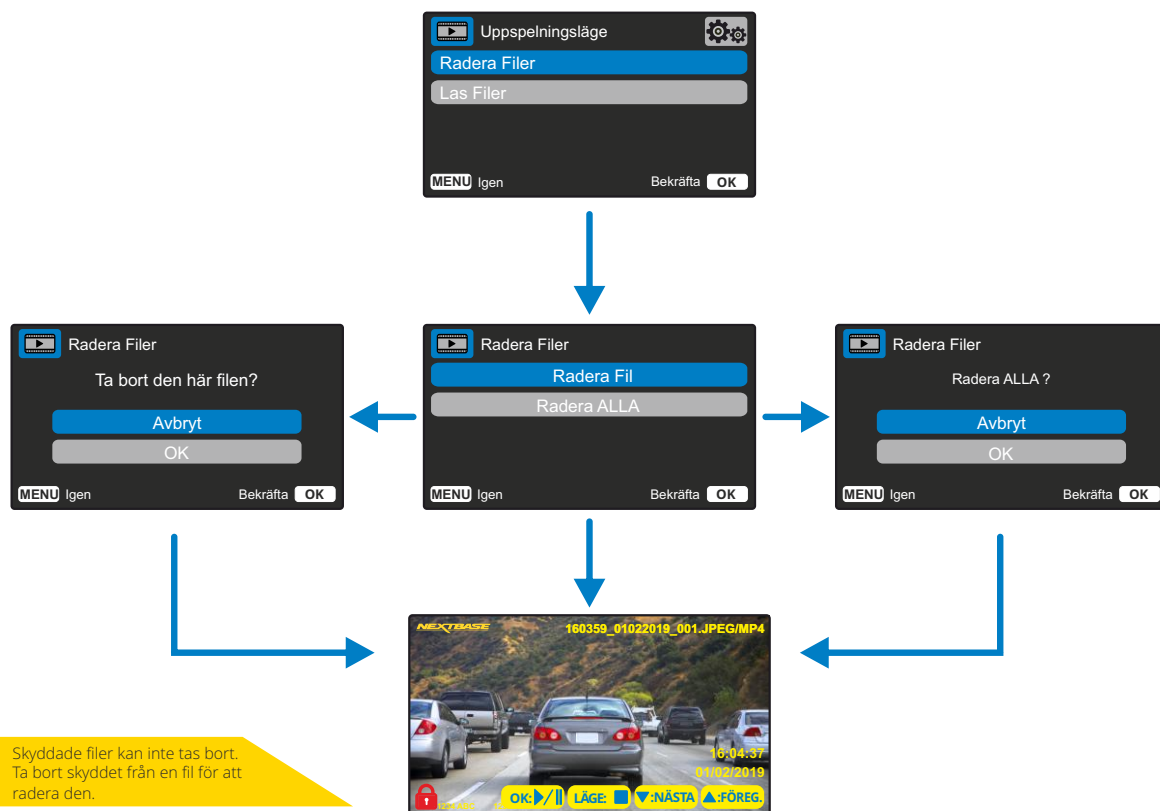 Uppspelningsläge
Radera Filer
Las Filer
MENU Igen Bekräfta OK
Radera Filer
Ta bort den här filen?
Avbryt
OK
MENU Igen Bekräfta OK
Radera Filer
Radera Fil
Radera ALLA
MENU Igen Bekräfta OK
Radera Filer
Radera ALLA ?
Avbryt
OK
MENU Igen Bekräfta OK
NEXTBASE 160359_01022019_001.JPEG/MP4
16:04:37
01/02/2019
OK: LÄGE: :NÄSTA :FÖREG.
Skyddade filer kan inte tas bort.
Ta bort skyddet från en fil för att
radera den.